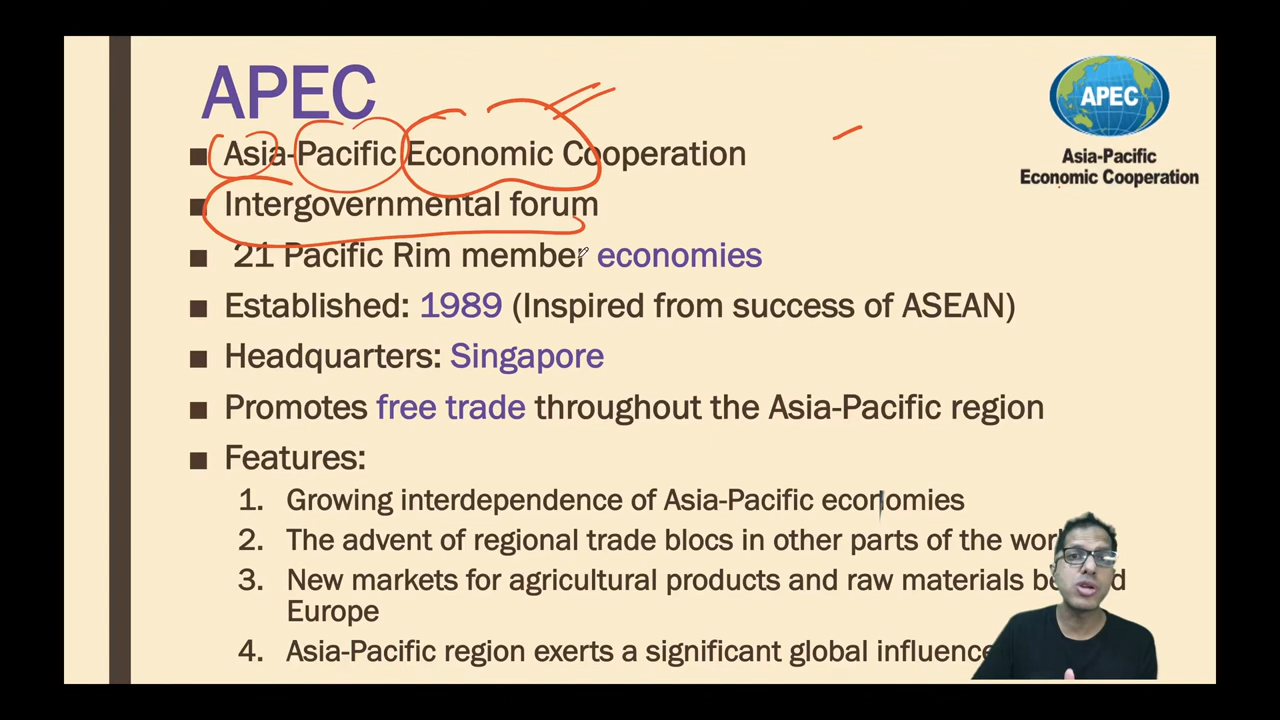 APEC
APEC
Asia-Pacific
Economic Cooperation
■ Asia-Pacific Economic Cooperation
■ Intergovernmental forum
■ 21 Pacific Rim member economies
■ Established: 1989 (Inspired from success of ASEAN)
■ Headquarters: Singapore
■ Promotes free trade throughout the Asia-Pacific region
■ Features:
1. Growing interdependence of Asia-Pacific economies
2. The advent of regional trade blocs in other parts of the
3. New markets for agricultural products and raw materials
Europe
4. Asia-Pacific region exerts a significant global influence